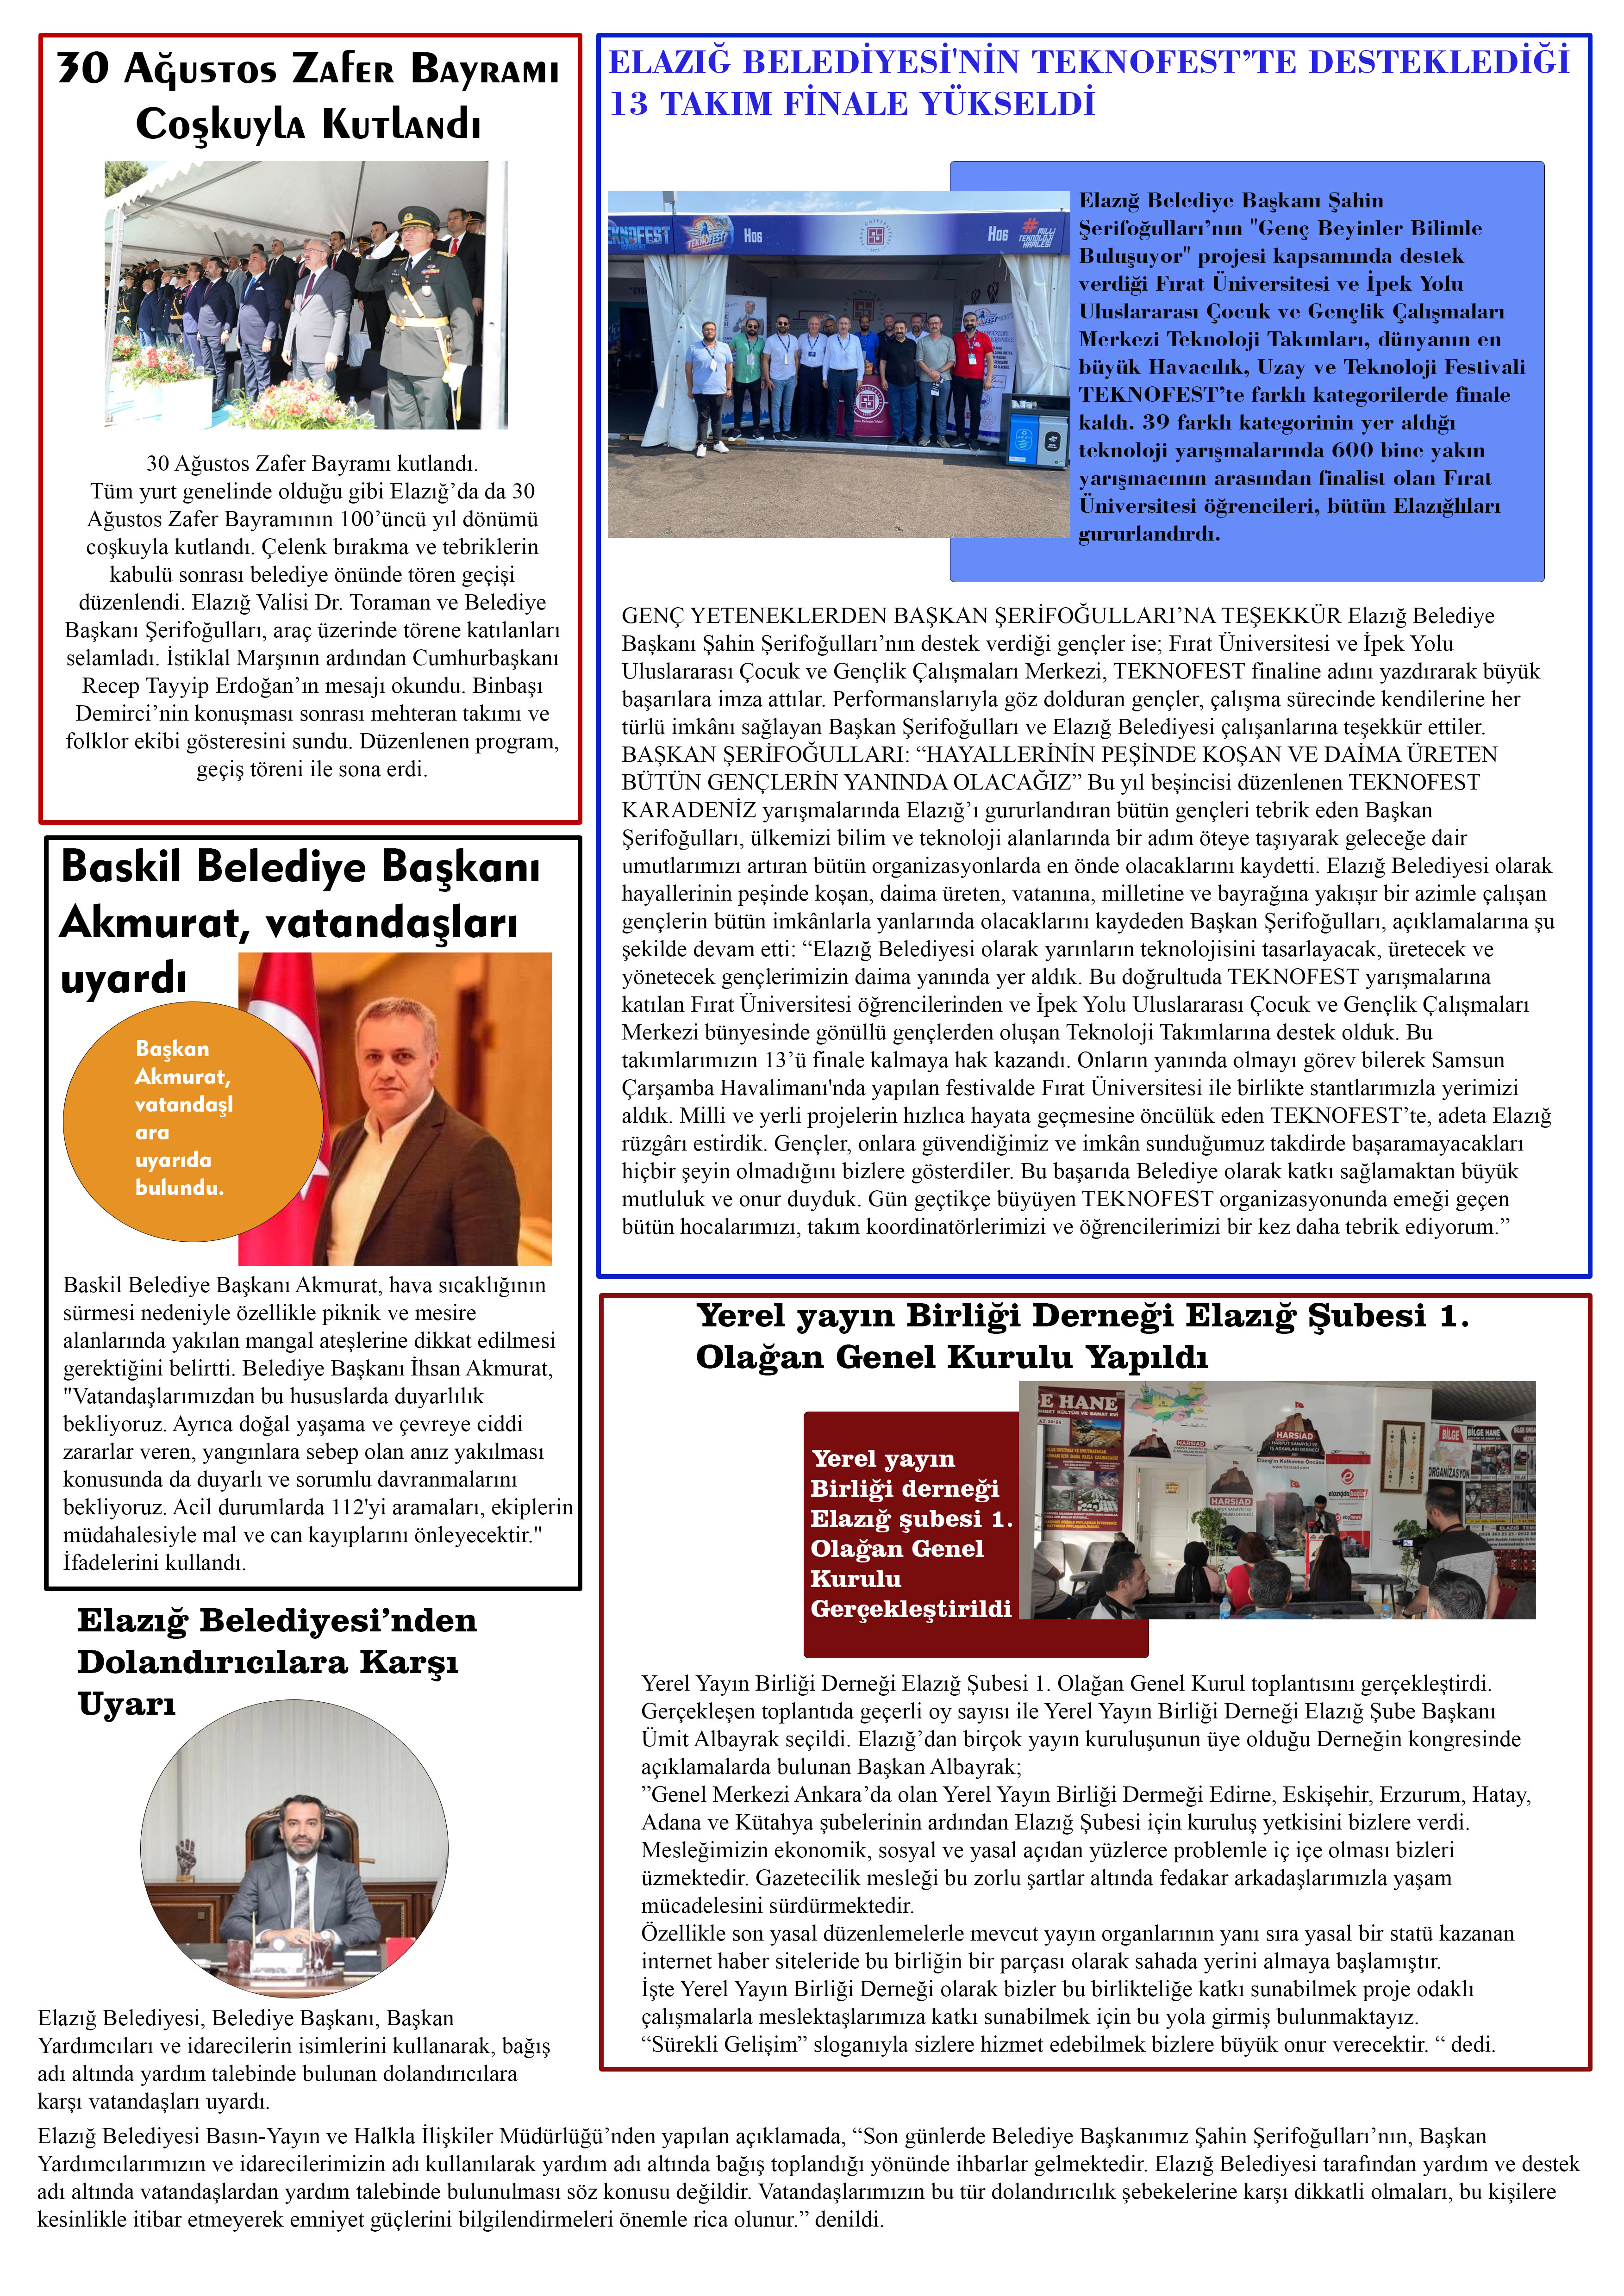 30 Ağustos Zafer Bayramı
Coşkuyla Kutlandı
30 Ağustos Zafer Bayramı kutlandı.
Tüm yurt genelinde olduğu gibi Elazığ’da da 30
Ağustos Zafer Bayramının 100’üncü yıl dönümü
coşkuyla kutlandı. Çelenk bırakma ve tebriklerin
kabulü sonrası belediye önünde tören geçişi
düzenlendi. Elazığ Valisi Dr. Toraman ve Belediye
Başkanı Şerifoğulları, araç üzerinde törene katılanları
selamladı. İstiklal Marşının ardından Cumhurbaşkanı
Recep Tayyip Erdoğan’ın mesajı okundu. Binbaşı
Demirci’nin konuşması sonrası mehteran takımı ve
folklor ekibi gösteresini sundu. Düzenlenen program,
geçiş töreni ile sona erdi.
Baskil Belediye Başkanı
Akmurat, vatandaşları
uyardı
Başkan
Akmurat,
vatandaşl
ara
uyarıda
bulundu.
Baskil Belediye Başkanı Akmurat, hava sıcaklığının
sürmesi nedeniyle özellikle piknik ve mesire
alanlarında yakılan mangal ateşlerine dikkat edilmesi
gerektiğini belirtti. Belediye Başkanı İhsan Akmurat,
"Vatandaşlarımızdan bu hususlarda duyarlılık
bekliyoruz. Ayrıca doğal yaşama ve çevreye ciddi
zararlar veren, yangınlara sebep olan anız yakılması
konusunda da duyarlı ve sorumlu davranmalarını
bekliyoruz. Acil durumlarda 112'yi aramaları, ekiplerin
müdahalesiyle mal ve can kayıplarını önleyecektir."
İfadelerini kullandı.
ELAZIĞ BELEDİYESİ'NİN TEKNOFEST’TE DESTEKLEDİĞİ
13 TAKIM FİNALE YÜKSELDİ
TEKNOFEST
H06
H06
#MİLLİ
TEKNOLOJİ
HAMLESİ
Elazığ Belediye Başkanı Şahin
Şerifoğulları’nın "Genç Beyinler Bilimle
Buluşuyor" projesi kapsamında destek
verdiği Fırat Üniversitesi ve İpek Yolu
Uluslararası Çocuk ve Gençlik Çalışmaları
Merkezi Teknoloji Takımları, dünyanın en
büyük Havacılık, Uzay ve Teknoloji Festivali
TEKNOFEST’te farklı kategorilerde finale
kaldı. 39 farklı kategorinin yer aldığı
teknoloji yarışmalarında 600 bine yakın
yarışmacının arasından finalist olan Fırat
Üniversitesi öğrencileri, bütün Elazığlıları
gururlandırdı.
GENÇ YETENEKLERDEN BAŞKAN ŞERİFOĞULLARI’NA TEŞEKKÜR Elazığ Belediye
Başkanı Şahin Şerifoğulları’nın destek verdiği gençler ise; Fırat Üniversitesi ve İpek Yolu
Uluslararası Çocuk ve Gençlik Çalışmaları Merkezi, TEKNOFEST finaline adını yazdırarak büyük
başarılara imza attılar. Performanslarıyla göz dolduran gençler, çalışma sürecinde kendilerine her
türlü imkânı sağlayan Başkan Şerifoğulları ve Elazığ Belediyesi çalışanlarına teşekkür ettiler.
BAŞKAN ŞERİFOĞULLARI: “HAYALLERİNİN PEŞİNDE KOŞAN VE DAİMA ÜRETEN
BÜTÜN GENÇLERİN YANINDA OLACAĞIZ” Bu yıl beşincisi düzenlenen TEKNOFEST
KARADENİZ yarışmalarında Elazığ’ı gururlandıran bütün gençleri tebrik eden Başkan
Şerifoğulları, ülkemizi bilim ve teknoloji alanlarında bir adım öteye taşıyarak geleceğe dair
umutlarımızı artıran bütün organizasyonlarda en önde olacaklarını kaydetti. Elazığ Belediyesi olarak
hayallerinin peşinde koşan, daima üreten, vatanına, milletine ve bayrağına yakışır bir azimle çalışan
gençlerin bütün imkânlarla yanlarında olacaklarını kaydeden Başkan Şerifoğulları, açıklamalarına şu
şekilde devam etti: “Elazığ Belediyesi olarak yarınların teknolojisini tasarlayacak, üretecek ve
yönetecek gençlerimizin daima yanında yer aldık. Bu doğrultuda TEKNOFEST yarışmalarına
katılan Fırat Üniversitesi öğrencilerinden ve İpek Yolu Uluslararası Çocuk ve Gençlik Çalışmaları
Merkezi bünyesinde gönüllü gençlerden oluşan Teknoloji Takımlarına destek olduk. Bu
takımlarımızın 13’ü finale kalmaya hak kazandı. Onların yanında olmayı görev bilerek Samsun
Çarşamba Havalimanı'nda yapılan festivalde Fırat Üniversitesi ile birlikte stantlarımızla yerimizi
aldık. Milli ve yerli projelerin hızlıca hayata geçmesine öncülük eden TEKNOFEST’te, adeta Elazığ
rüzgârı estirdik. Gençler, onlara güvendiğimiz ve imkân sunduğumuz takdirde başaramayacakları
hiçbir şeyin olmadığını bizlere gösterdiler. Bu başarıda Belediye olarak katkı sağlamaktan büyük
mutluluk ve onur duyduk. Gün geçtikçe büyüyen TEKNOFEST organizasyonunda emeği geçen
bütün hocalarımızı, takım koordinatörlerimizi ve öğrencilerimizi bir kez daha tebrik ediyorum.”
Yerel yayın Birliği Derneği Elazığ Şubesi 1.
Olağan Genel Kurulu Yapıldı
Yerel yayın
Birliği derneği
Elazığ şubesi 1.
Olağan Genel
Kurulu
Gerçekleştirildi
E HANE
HARSİAD
HARSİAD
HARSİAD
BİLGE
BİLGE HANE
ORGANİZASYON
Yerel Yayın Birliği Derneği Elazığ Şubesi 1. Olağan Genel Kurul toplantısını gerçekleştirdi.
Gerçekleşen toplantıda geçerli oy sayısı ile Yerel Yayın Birliği Derneği Elazığ Şube Başkanı
Ümit Albayrak seçildi. Elazığ’dan birçok yayın kuruluşunun üye olduğu Derneğin kongresinde
açıklamalarda bulunan Başkan Albayrak;
”Genel Merkezi Ankara’da olan Yerel Yayın Birliği Dermeği Edirne, Eskişehir, Erzurum, Hatay,
Adana ve Kütahya şubelerinin ardından Elazığ Şubesi için kuruluş yetkisini bizlere verdi.
Mesleğimizin ekonomik, sosyal ve yasal açıdan yüzlerce problemle iç içe olması bizleri
üzmektedir. Gazetecilik mesleği bu zorlu şartlar altında fedakar arkadaşlarımızla yaşam
mücadelesini sürdürmektedir.
Özellikle son yasal düzenlemelerle mevcut yayın organlarının yanı sıra yasal bir statü kazanan
internet haber siteleride bu birliğin bir parçası olarak sahada yerini almaya başlamıştır.
İşte Yerel Yayın Birliği Derneği olarak bizler bu birlikteliğe katkı sunabilmek proje odaklı
çalışmalarla meslektaşlarımıza katkı sunabilmek için bu yola girmiş bulunmaktayız.
“Sürekli Gelişim” sloganıyla sizlere hizmet edebilmek bizlere büyük onur verecektir. “ dedi.
Elazığ Belediyesi’nden
Dolandırıcılara Karşı
Uyarı
Elazığ Belediyesi, Belediye Başkanı, Başkan
Yardımcıları ve idarecilerin isimlerini kullanarak, bağış
adı altında yardım talebinde bulunan dolandırıcılara
karşı vatandaşları uyardı.
Elazığ Belediyesi Basın-Yayın ve Halkla İlişkiler Müdürlüğü’nden yapılan açıklamada, “Son günlerde Belediye Başkanımız Şahin Şerifoğulları’nın, Başkan
Yardımcılarımızın ve idarecilerimizin adı kullanılarak yardım adı altında bağış toplandığı yönünde ihbarlar gelmektedir. Elazığ Belediyesi tarafından yardım ve destek
adı altında vatandaşlardan yardım talebinde bulunulması söz konusu değildir. Vatandaşlarımızın bu tür dolandırıcılık şebekelerine karşı dikkatli olmaları, bu kişilere
kesinlikle itibar etmeyerek emniyet güçlerini bilgilendirmeleri önemle rica olunur.” denildi.